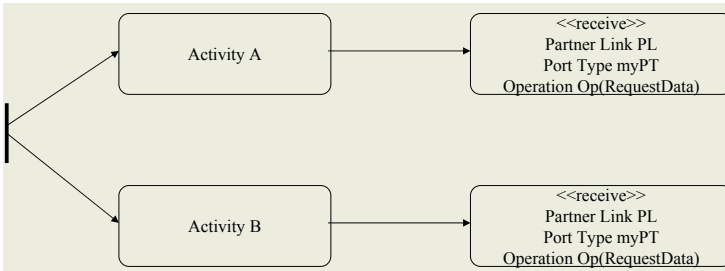 Activity A
<<receive>>
Partner Link PL
Port Type myPT
Operation Op(RequestData)
Activity B
<<receive>>
Partner Link PL
Port Type myPT
Operation Op(RequestData)